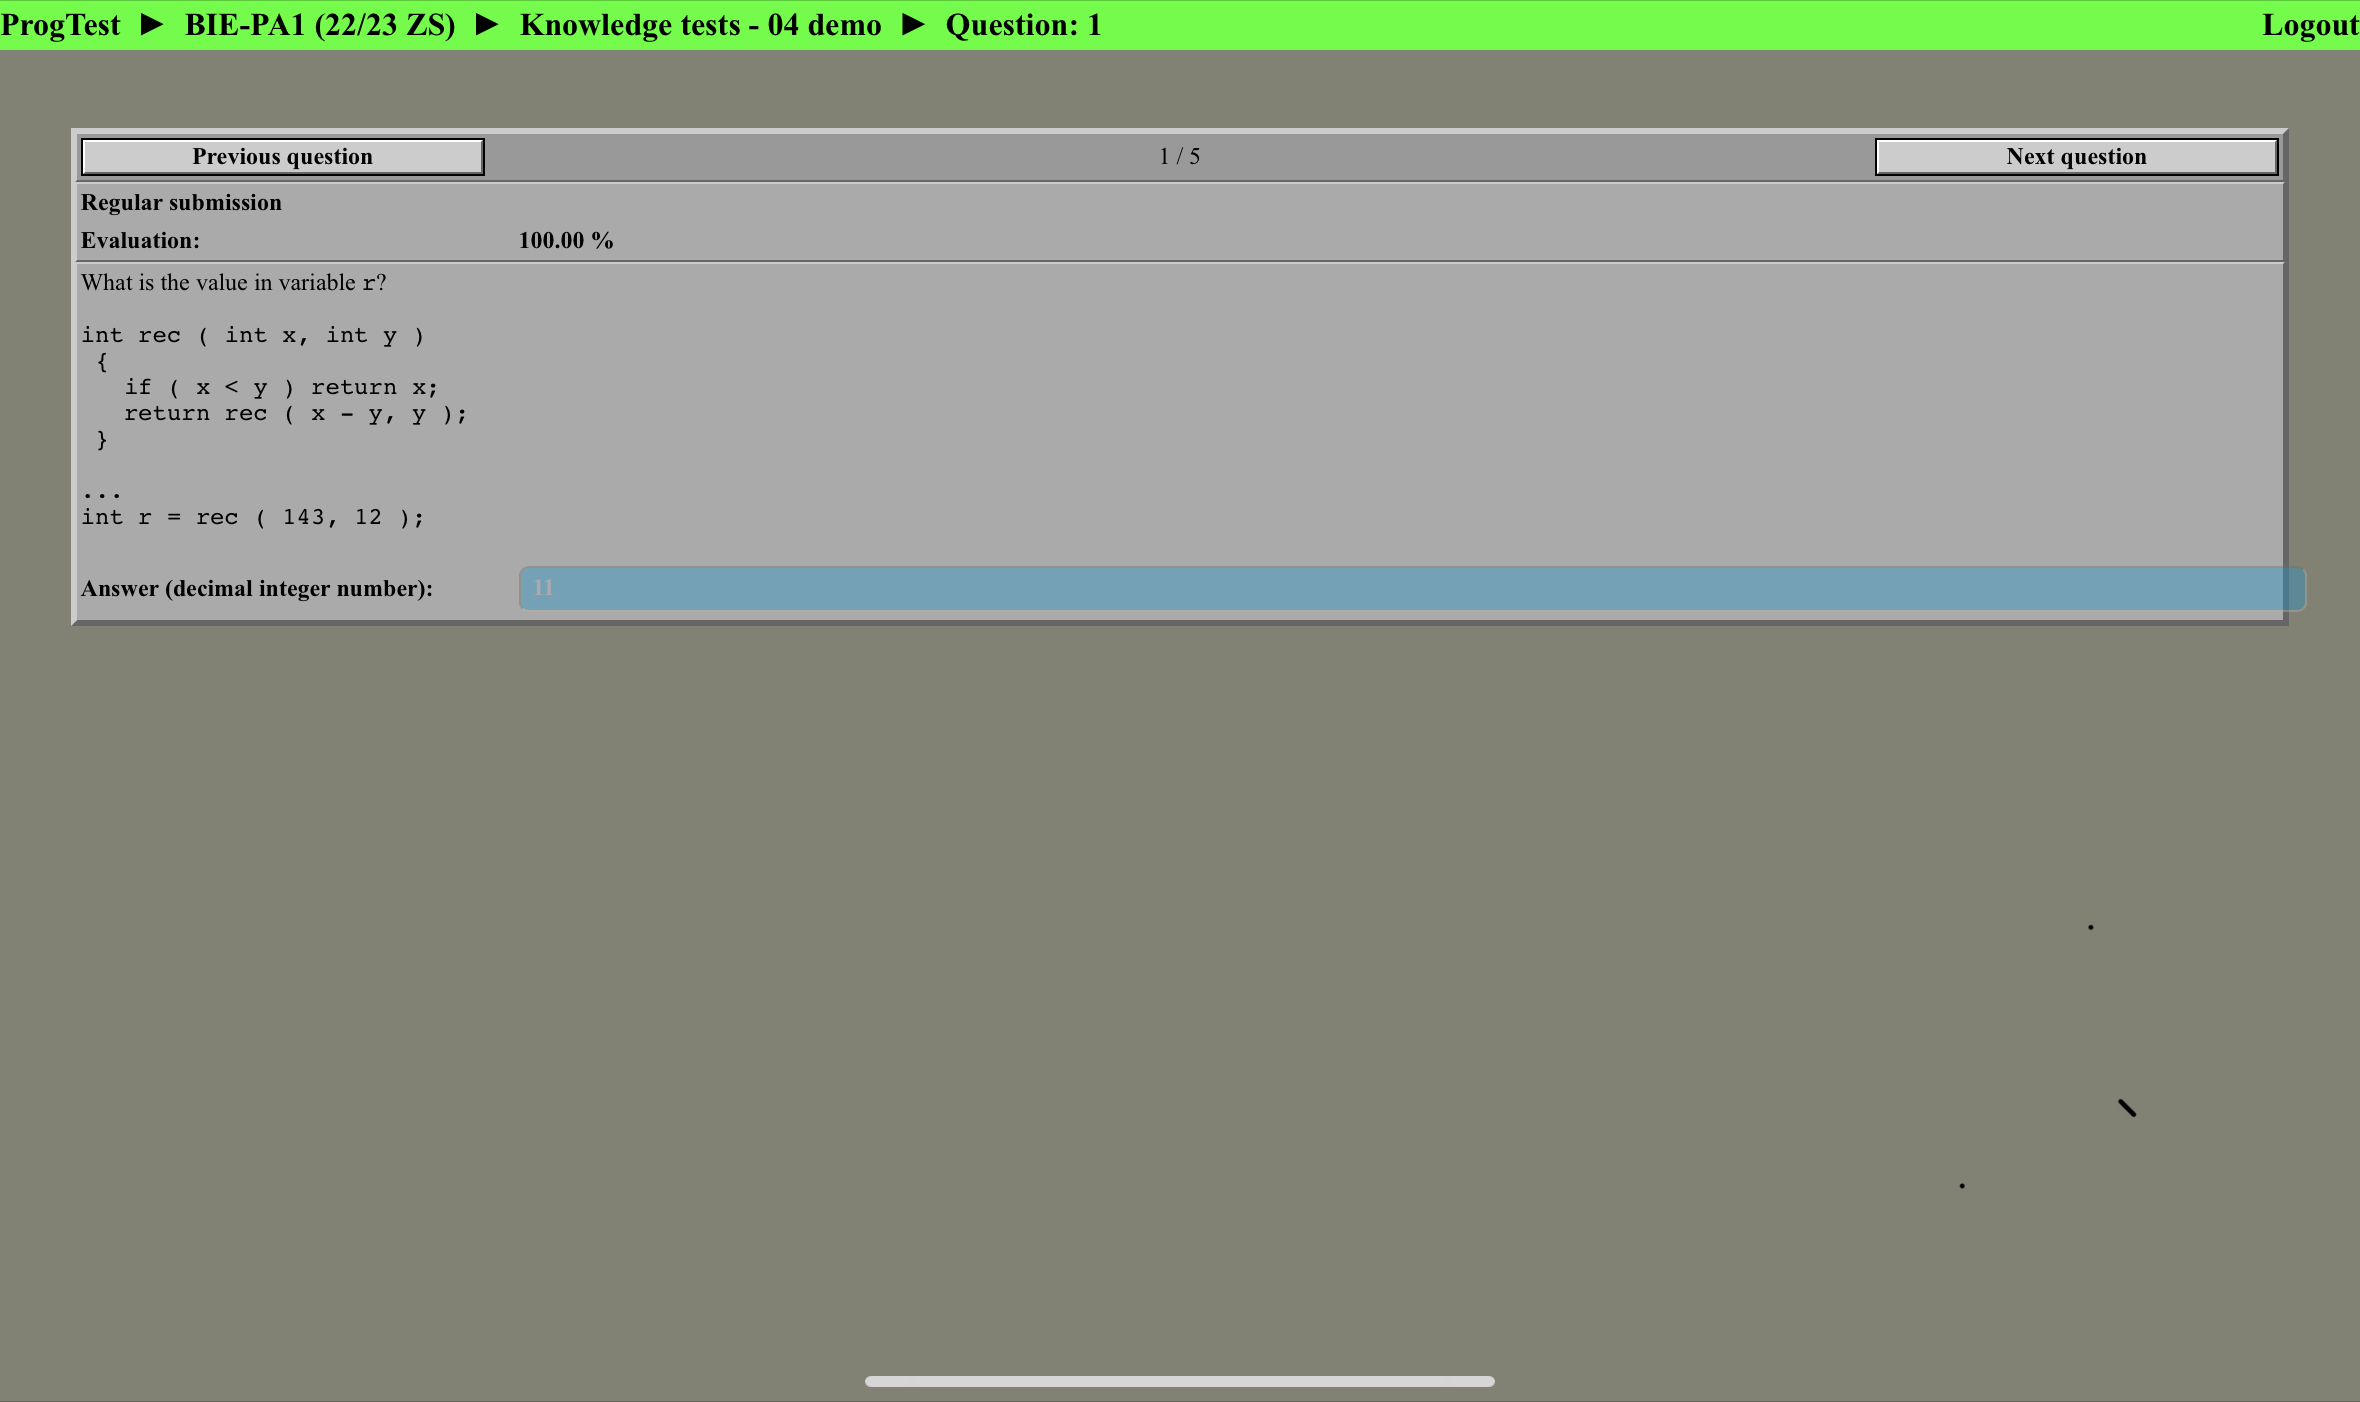 ProgTest ► BIE-PA1 (22/23 ZS) ► Knowledge tests - 04 demo ► Question: 1 Logout
Previous question 1 / 5 Next question
Regular submission
Evaluation: 100.00 %
What is the value in variable r?
int rec ( int x, int y )
{
if ( x < y ) return x;
return rec ( x - y, y );
}
...
int r = rec ( 143, 12 );
Answer (decimal integer number): 11